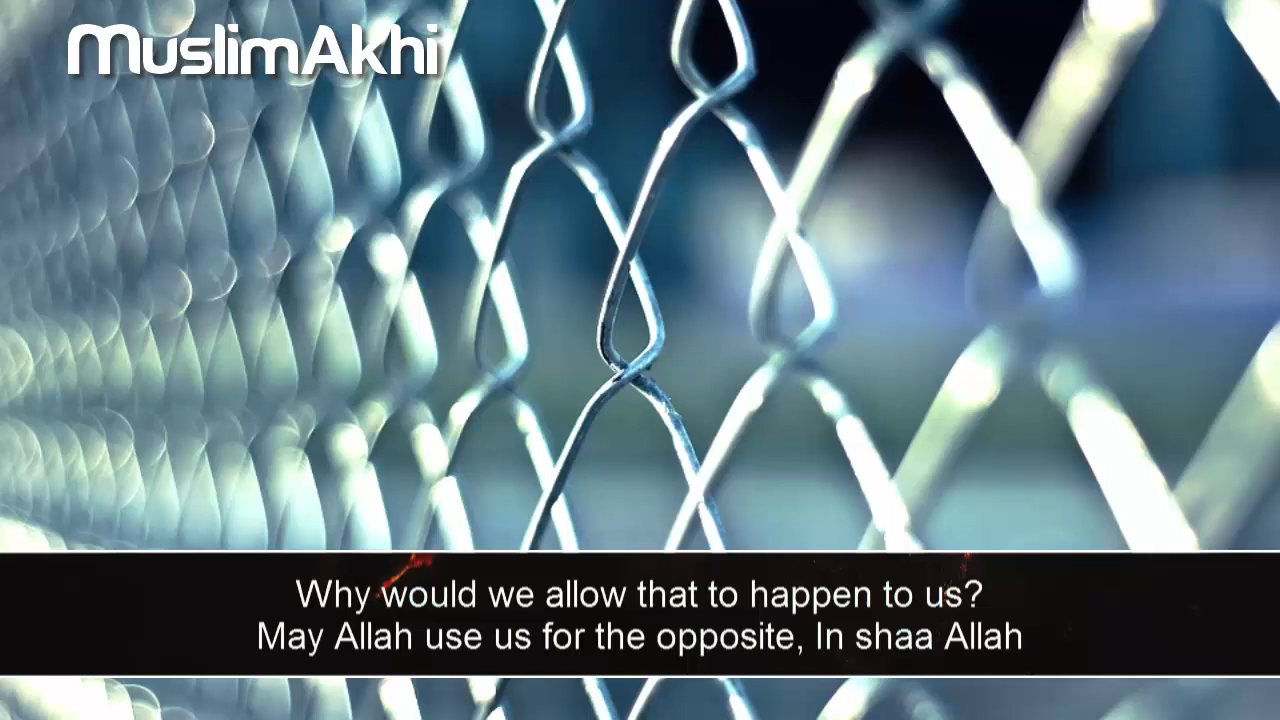 MuslimAkhi
Why would we allow that to happen to us?
May Allah use us for the opposite, In shaa Allah